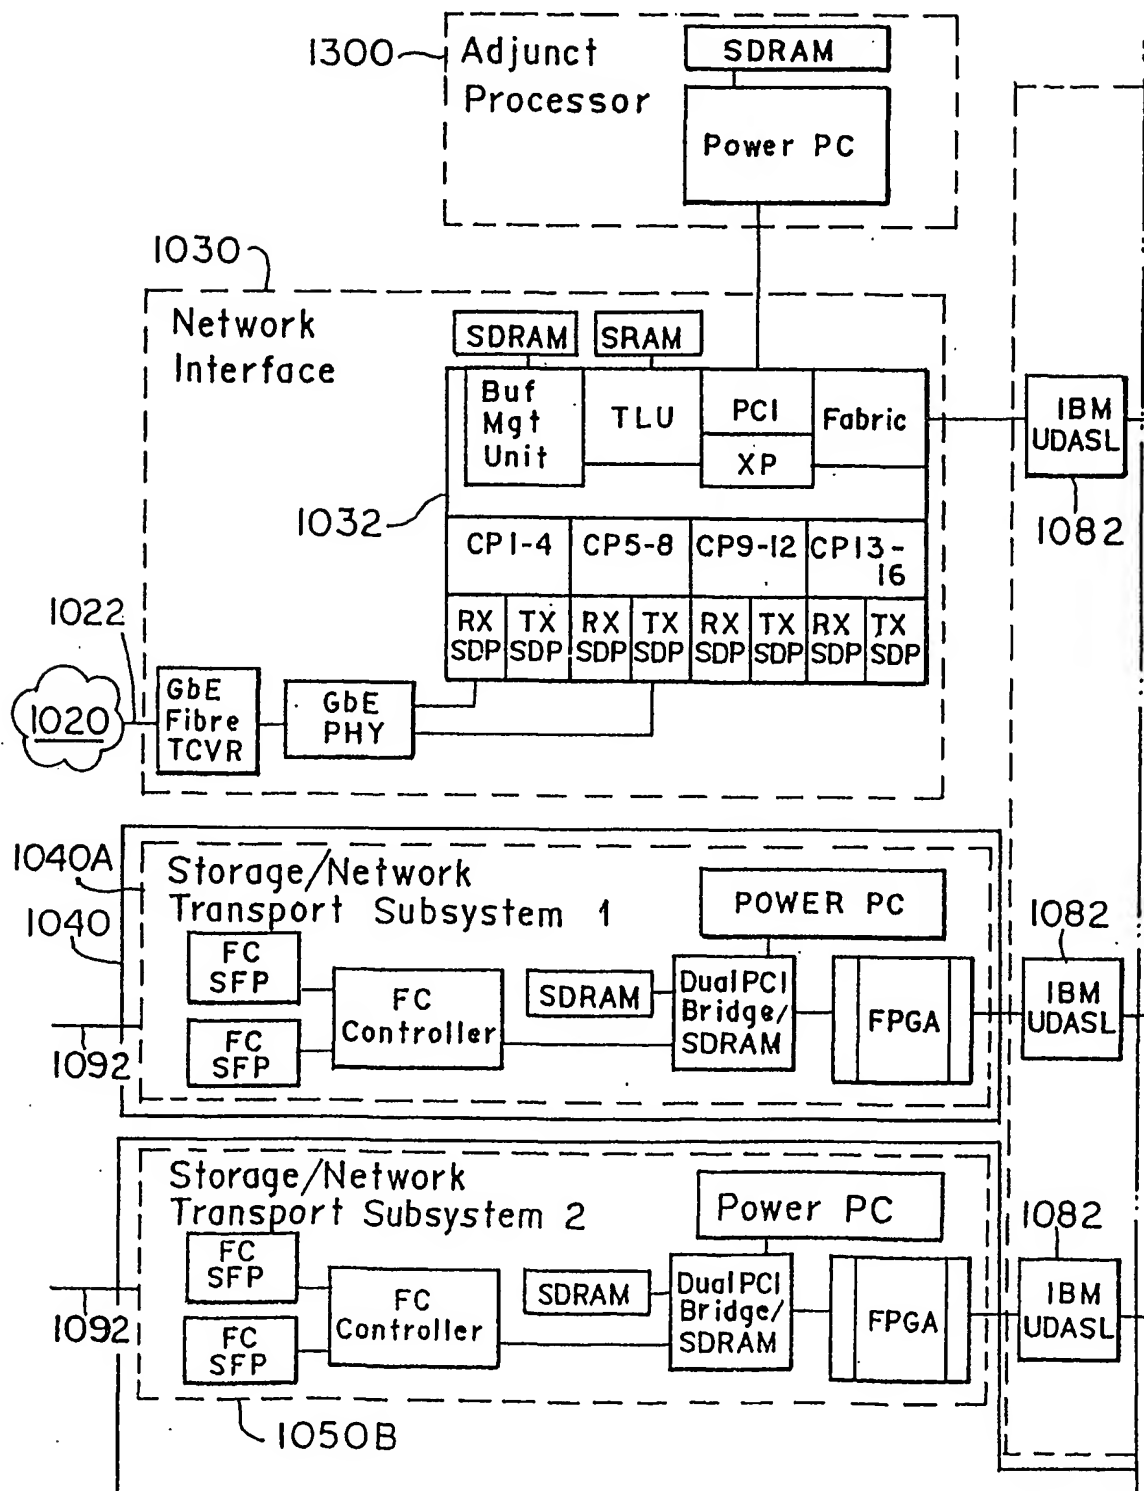 1300
Adjunct
Processor
SDRAM
Power PC
1030
Network
Interface
SDRAM
SRAM
Buf
Mgt
Unit
TLU
PCI
XP
Fabric
IBM
UDASL
1082
1032
CP1-4
CP5-8
CP9-12
CP13-
16
RX
SDP
TX
SDP
RX
SDP
TX
SDP
RX
SDP
TX
SDP
RX
SDP
TX
SDP
1022
1020
GbE
Fibre
TCVR
GbE
PHY
1040A
1040
Storage/Network
Transport Subsystem 1
POWER PC
FC
SFP
FC
SFP
FC
Controller
SDRAM
Dual PCI
Bridge/
SDRAM
FPGA
1082
IBM
UDASL
1092
Storage/Network
Transport Subsystem 2
Power PC
FC
SFP
FC
SFP
FC
Controller
SDRAM
Dual PCI
Bridge/
SDRAM
FPGA
1082
IBM
UDASL
1092
1050B